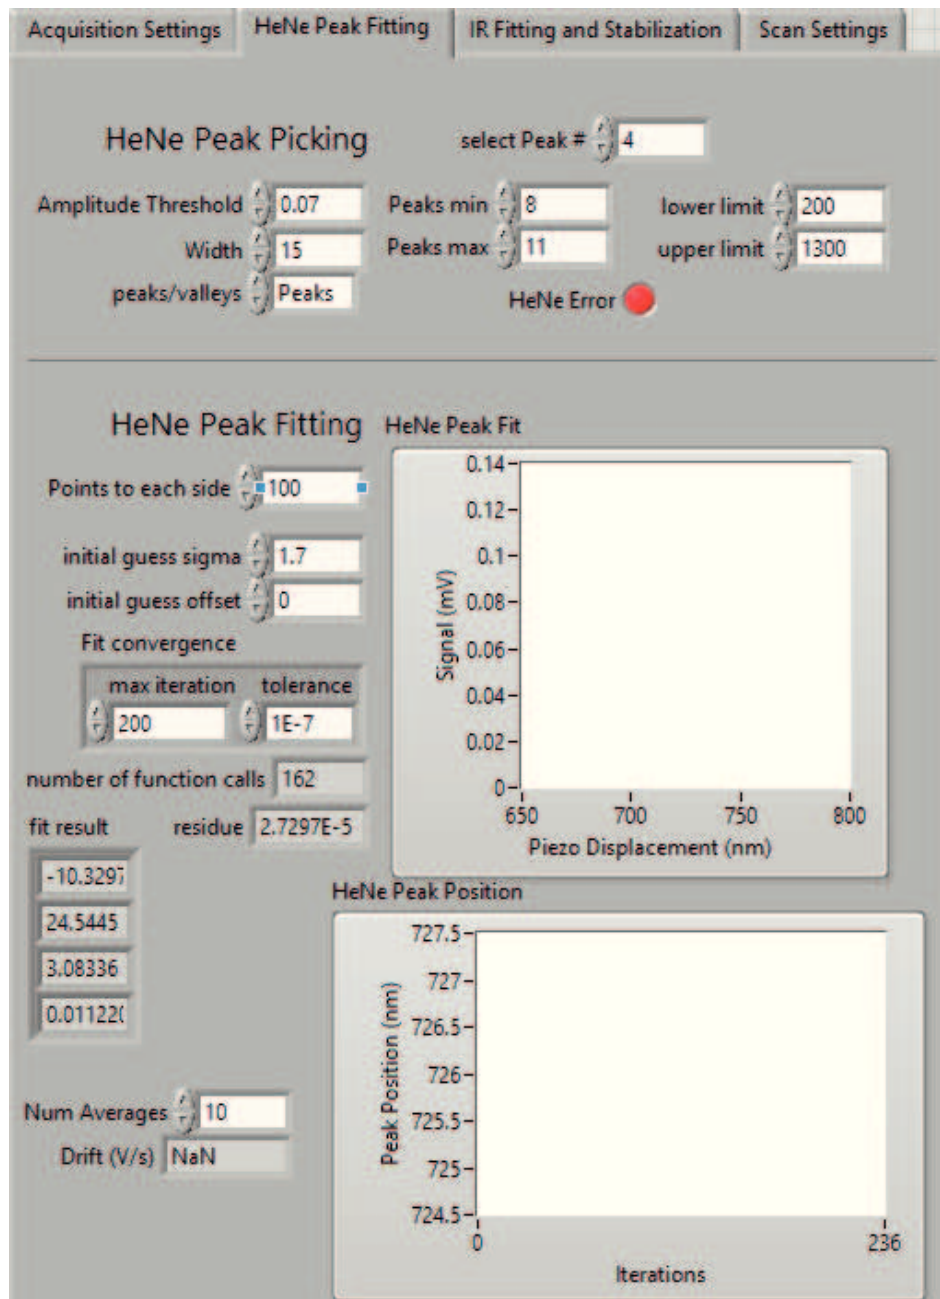 Acquisition Settings HeNe Peak Fitting IR Fitting and Stabilization Scan Settings
HeNe Peak Picking select Peak # 4
Amplitude Threshold 0.07 Peaks min 8 lower limit 200
Width 15 Peaks max 11 upper limit 1300
peaks/valleys Peaks HeNe Error
HeNe Peak Fitting
Points to each side 100
initial guess sigma 1.7
initial guess offset 0
Fit convergence
max iteration tolerance
200 1E-7
number of function calls 162
fit result residue 2.7297E-5
-10.3297
24.5445
3.08336
0.01122
Num Averages 10
Drift (V/s) NaN
HeNe Peak Fit
Signal (mV)
0.14
0.12
0.1
0.08
0.06
0.04
0.02
0
650 700 750 800
Piezo Displacement (nm)
HeNe Peak Position
Peak Position (nm)
727.5
727
726.5
726
725.5
725
724.5
0 236
Iterations